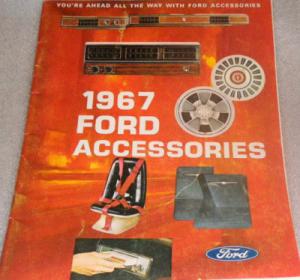 YOU'RE AHEAD ALL THE WAY WITH FORD ACCESSORIES
1967
FORD
ACCESSORIES
Ford